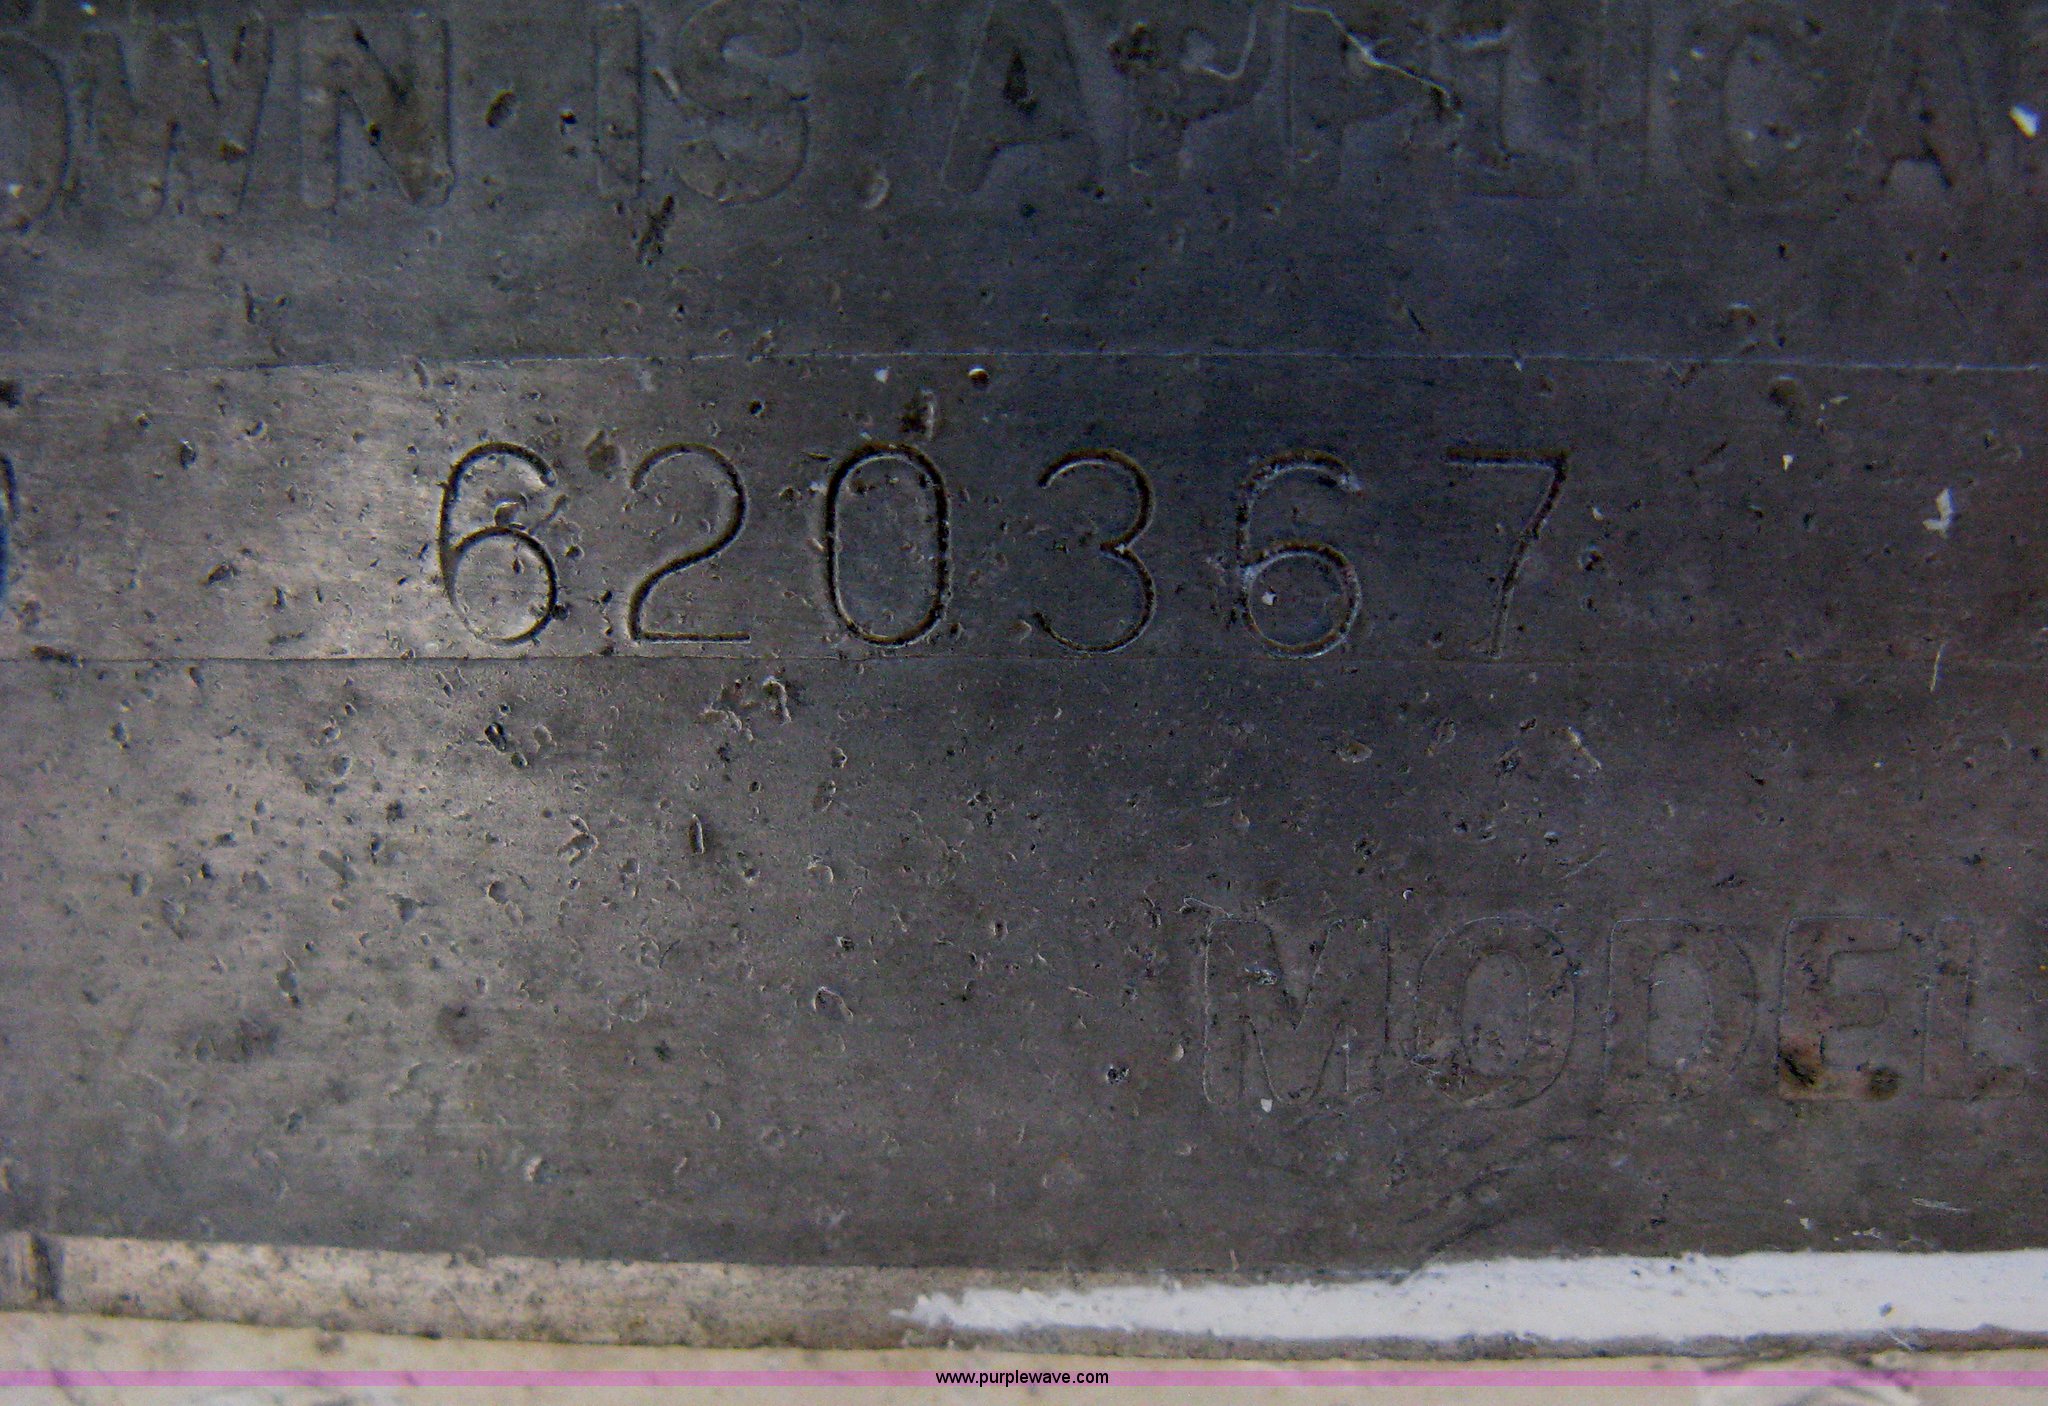 OWN IS APPLICA
620367
MODEL
www.purplewave.com